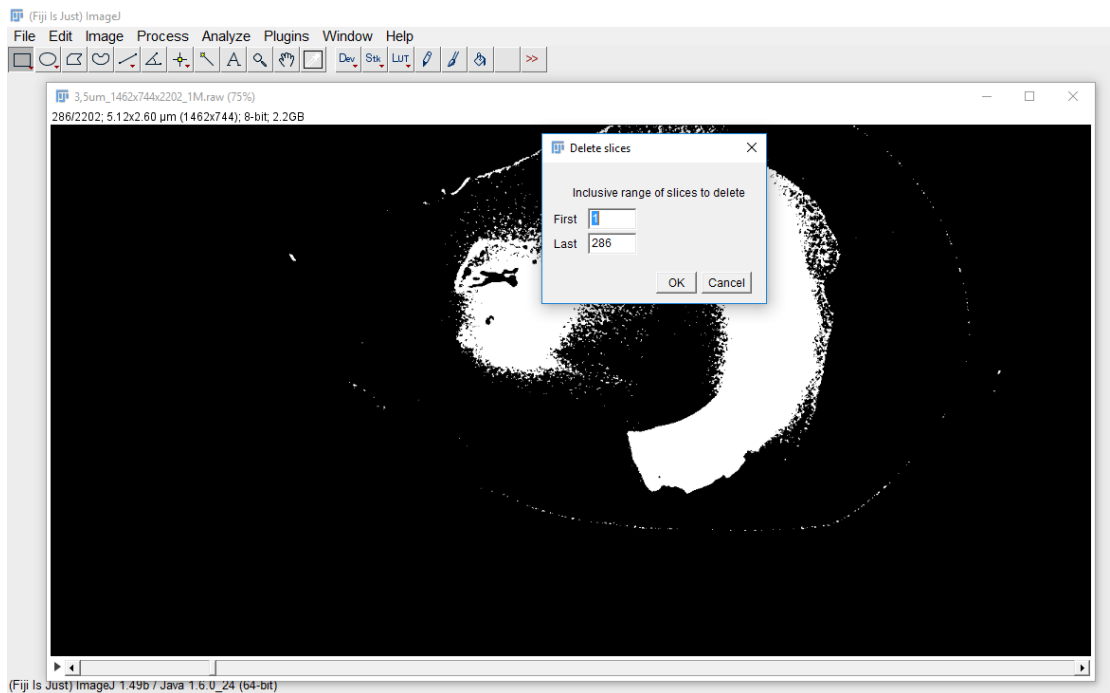 (Fiji Is Just) ImageJ
File Edit Image Process Analyze Plugins Window Help
A Dev Stk LUT >>
3,5um_1462x744x2202_1M.raw (75%)
286/2202; 5.12x2.60 µm (1462x744); 8-bit; 2.2GB
Delete slices
Inclusive range of slices to delete
First 1
Last 286
OK Cancel
(Fiji Is Just) ImageJ 1.49b / Java 1.6.0_24 (64-bit)